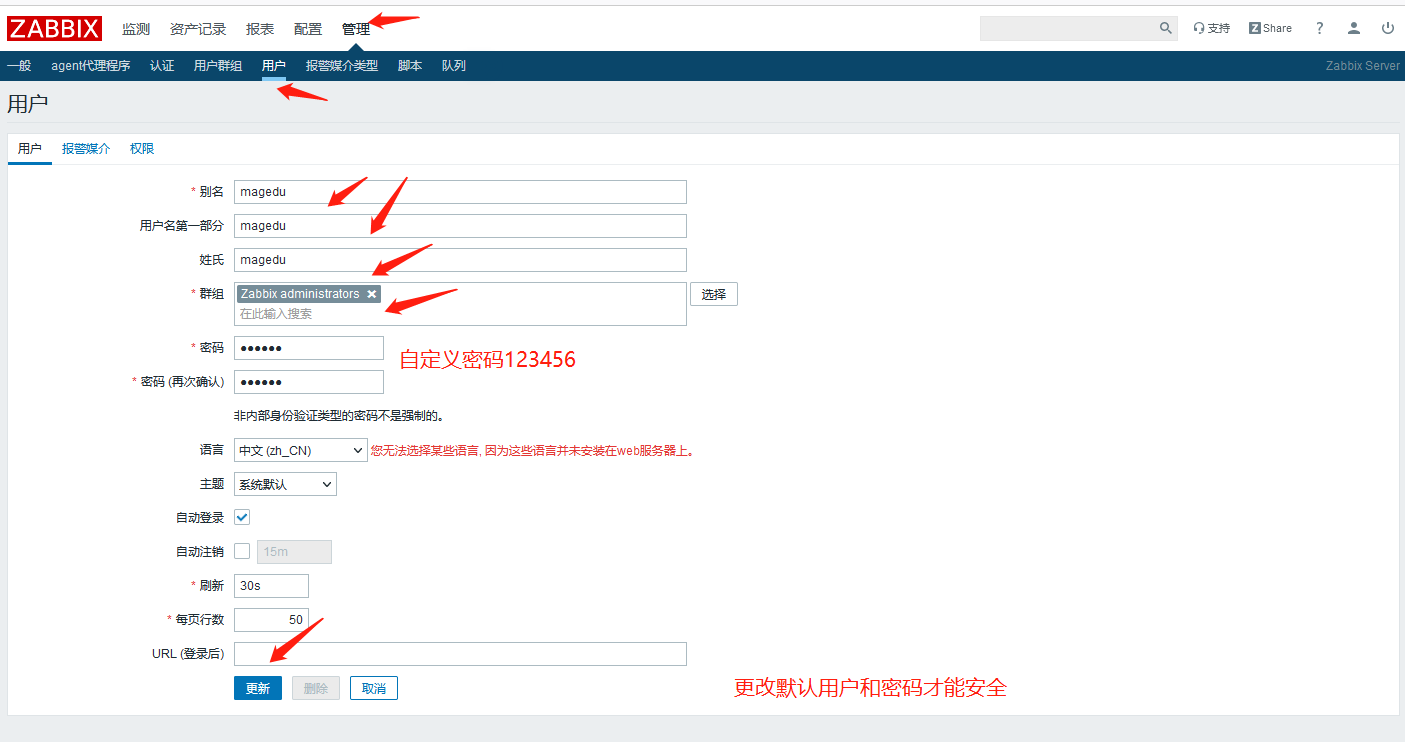 ZABBIX 监测 资产记录 报表 配置 管理 支持 Z Share ?
一般 agent代理程序 认证 用户群组 用户 报警媒介类型 脚本 队列 Zabbix Server
用户
用户 报警媒介 权限
* 别名 magedu
用户名第一部分 magedu
姓氏 magedu
* 群组 Zabbix administrators 选择
在此输入搜索
* 密码 ●●●●●●
自定义密码123456
* 密码 (再次确认) ●●●●●●
非内部身份验证类型的密码不是强制的。
语言 中文 (zh_CN) 您无法选择某些语言, 因为这些语言并未安装在web服务器上。
主题 系统默认
自动登录
自动注销 15m
* 刷新 30s
* 每页行数 50
URL (登录后)
更新 删除 取消
更改默认用户和密码才能安全